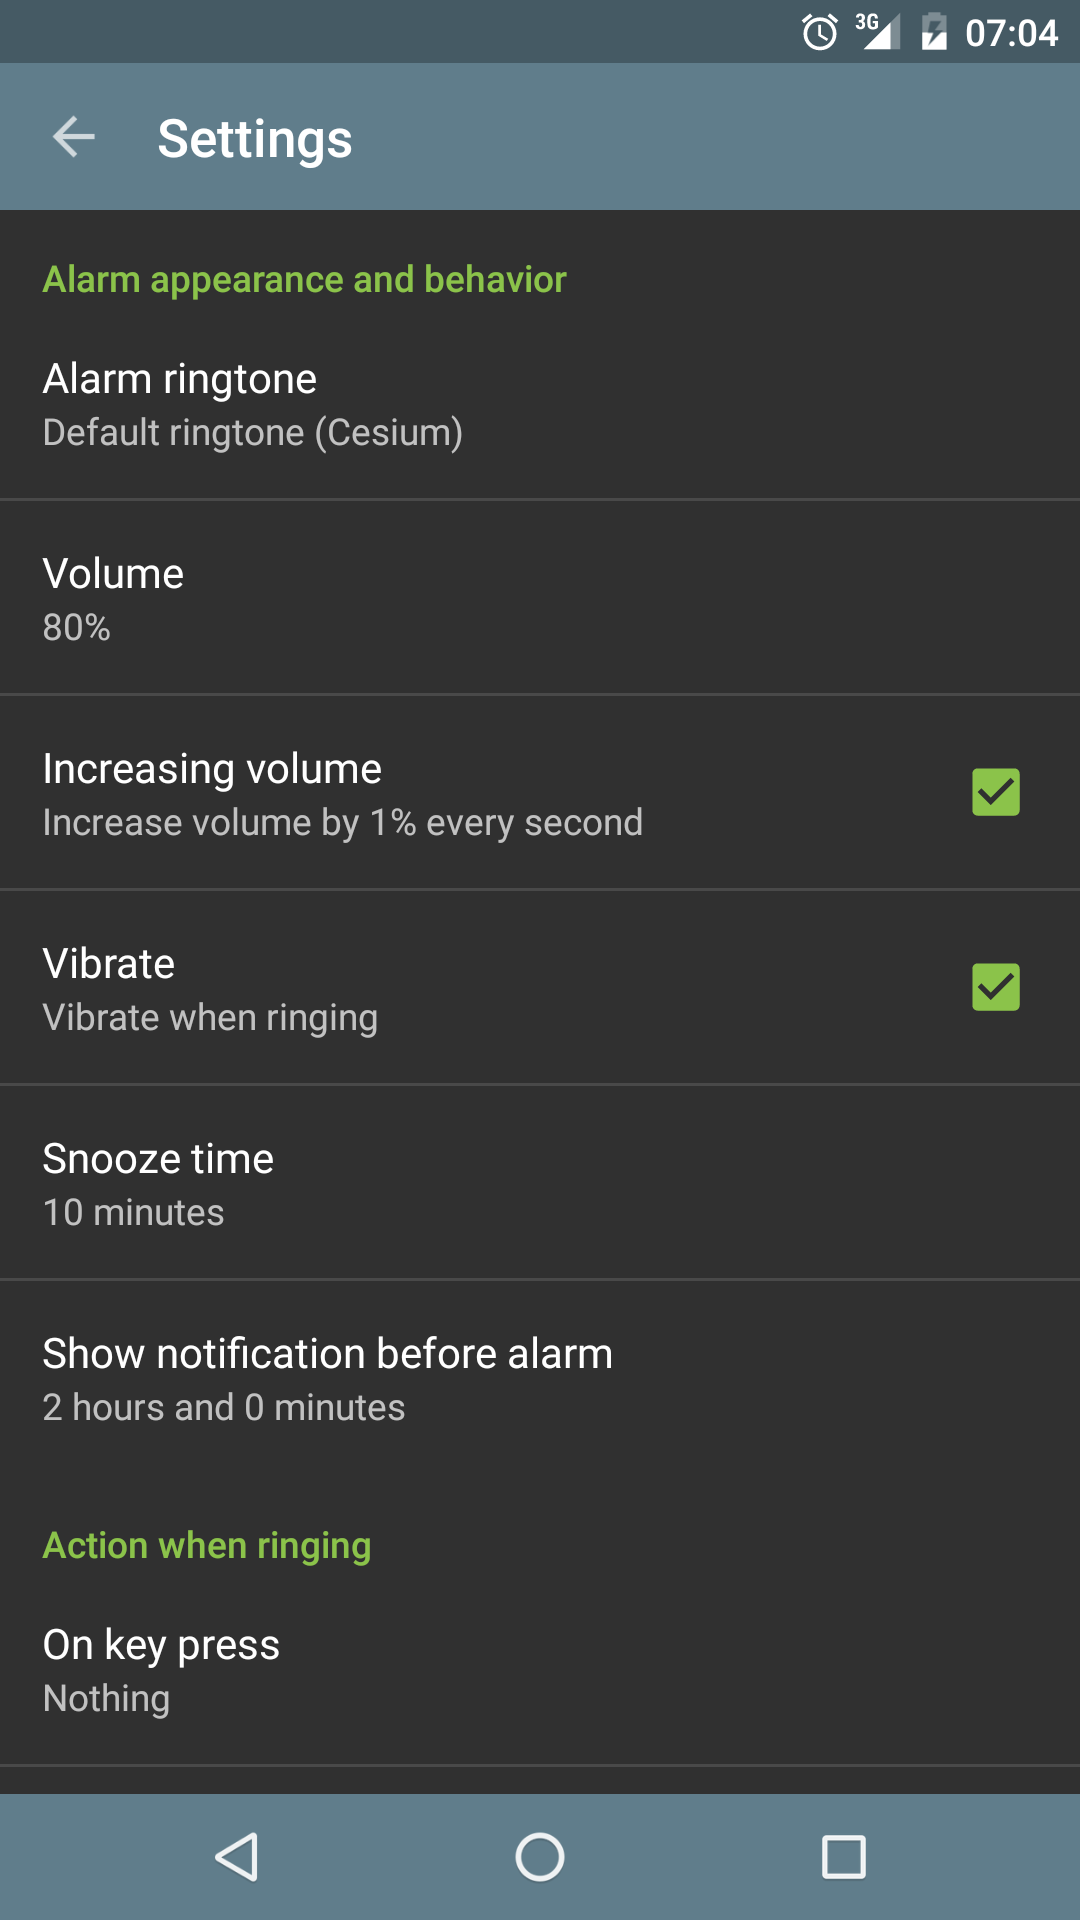 3G 07:04
Settings
Alarm appearance and behavior
Alarm ringtone
Default ringtone (Cesium)
Volume
80%
Increasing volume
Increase volume by 1% every second
Vibrate
Vibrate when ringing
Snooze time
10 minutes
Show notification before alarm
2 hours and 0 minutes
Action when ringing
On key press
Nothing